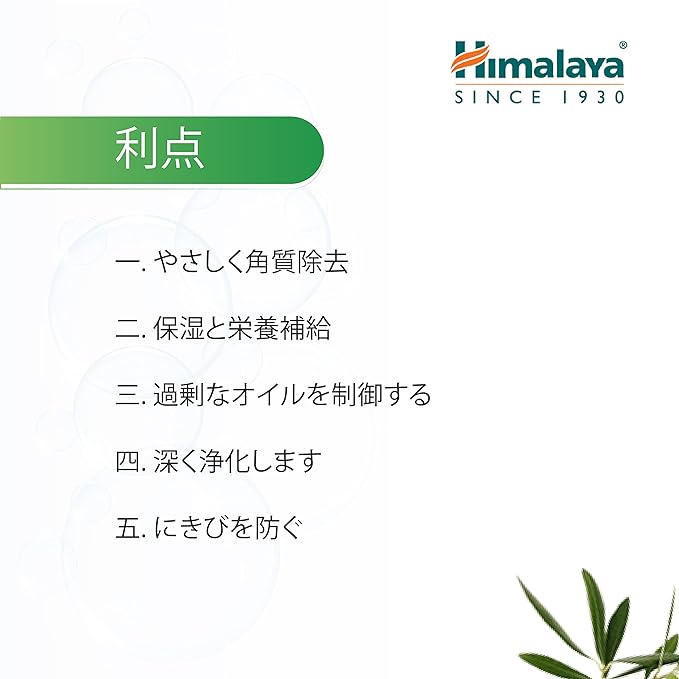 Himalaya®
SINCE 1930
利点
一. やさしく角質除去
二. 保湿と栄養補給
三. 過剰なオイルを制御する
四. 深く浄化します
五. にきびを防ぐ